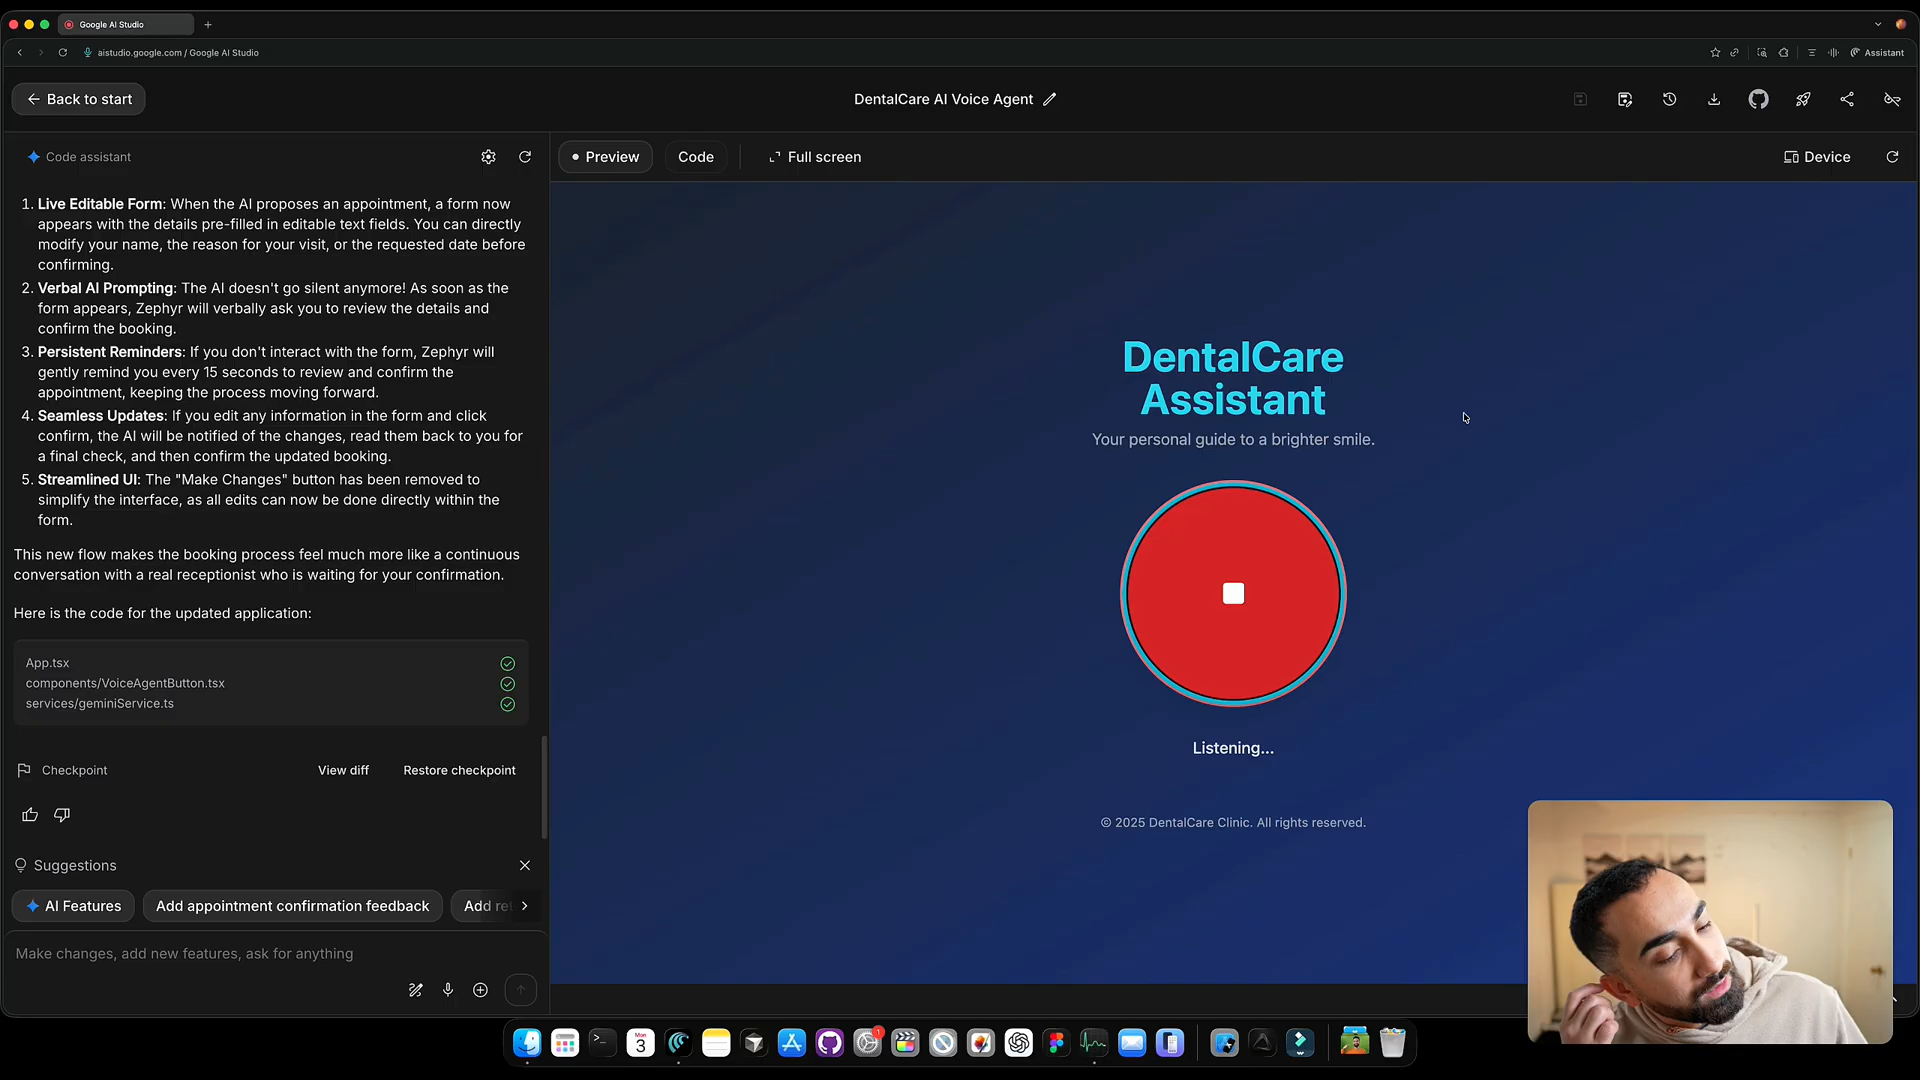 Google AI Studio
aistudio.google.com / Google AI Studio
Assistant
Back to start
DentalCare AI Voice Agent
Code assistant
Preview
Code
Full screen
Device
1. Live Editable Form: When the AI proposes an appointment, a form now
appears with the details pre-filled in editable text fields. You can directly
modify your name, the reason for your visit, or the requested date before
confirming.
2. Verbal AI Prompting: The AI doesn't go silent anymore! As soon as the
form appears, Zephyr will verbally ask you to review the details and
confirm the booking.
3. Persistent Reminders: If you don't interact with the form, Zephyr will
gently remind you every 15 seconds to review and confirm the
appointment, keeping the process moving forward.
4. Seamless Updates: If you edit any information in the form and click
confirm, the AI will be notified of the changes, read them back to you for
a final check, and then confirm the updated booking.
5. Streamlined UI: The "Make Changes" button has been removed to
simplify the interface, as all edits can now be done directly within the
form.
This new flow makes the booking process feel much more like a continuous
conversation with a real receptionist who is waiting for your confirmation.
Here is the code for the updated application:
App.tsx
components/VoiceAgentButton.tsx
services/geminiService.ts
Checkpoint
View diff
Restore checkpoint
Suggestions
AI Features
Add appointment confirmation feedback
Add
Make changes, add new features, ask for anything
DentalCare
Assistant
Your personal guide to a brighter smile.
Listening...
© 2025 DentalCare Clinic. All rights reserved.
Mon
3
1